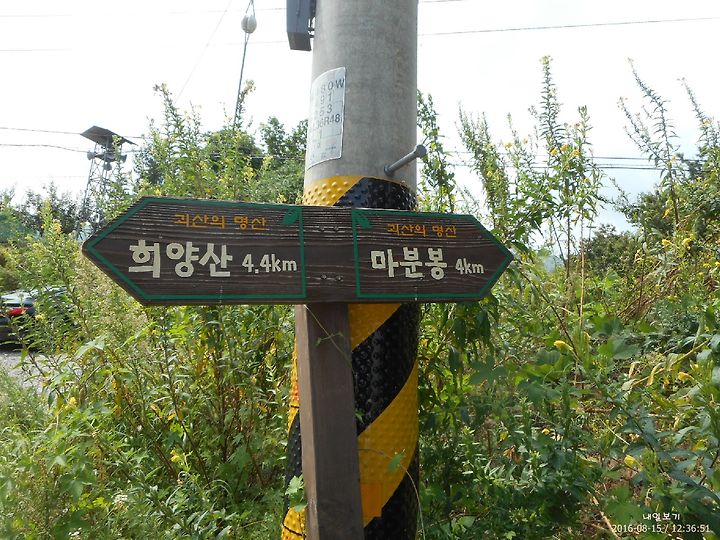 괴산의 명산
희양산 4.4km
괴산의 명산
마분봉 4km
내일보기
2016-08-15 / 12:36:51